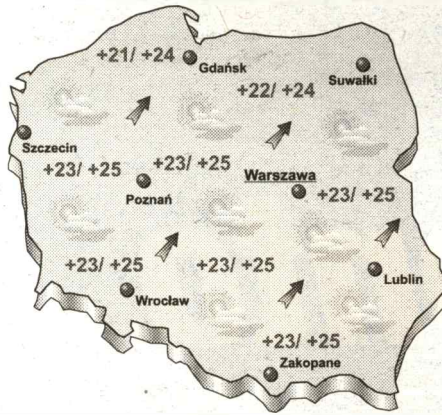 +21/ +24
Gdańsk
Suwałki
+22/ +24
Szczecin
+23/ +25
+23/ +25
Poznań
Warszawa
+23/ +25
+23/ +25
Wrocław
+23/ +25
Lublin
+23/ +25
Zakopane